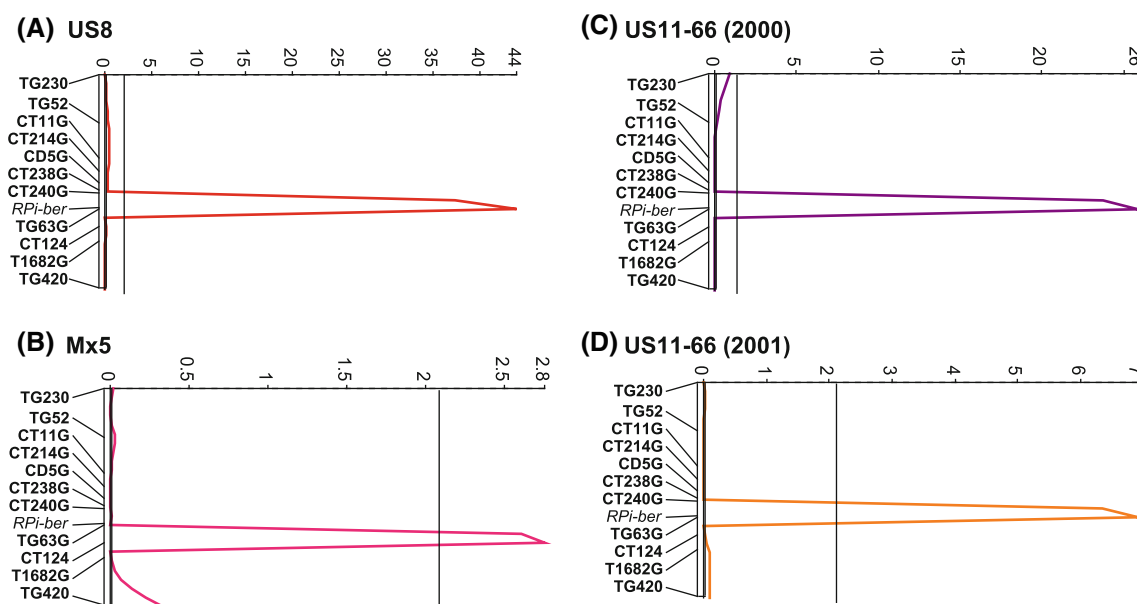 (A) US8
0 5 10 15 20 25 30 35 40 44
TG230
TG52
CT11G
CT214G
CD5G
CT238G
CT240G
RPi-ber
TG63G
CT124
T1682G
TG420
(B) Mx5
0 0.5 1 1.5 2 2.5 2.8
TG230
TG52
CT11G
CT214G
CD5G
CT238G
CT240G
RPi-ber
TG63G
CT124
T1682G
TG420
(C) US11-66 (2000)
0 5 10 15 20 26
TG230
TG52
CT11G
CT214G
CD5G
CT238G
CT240G
RPi-ber
TG63G
CT124
T1682G
TG420
(D) US11-66 (2001)
0 1 2 3 4 5 6 7
TG230
TG52
CT11G
CT214G
CD5G
CT238G
CT240G
RPi-ber
TG63G
CT124
T1682G
TG420